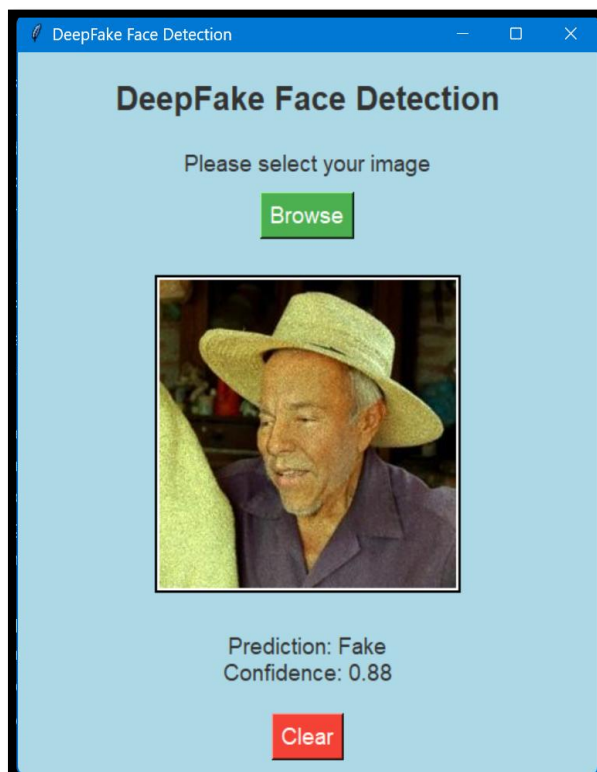 DeepFake Face Detection
DeepFake Face Detection
Please select your image
Browse
Prediction: Fake
Confidence: 0.88
Clear